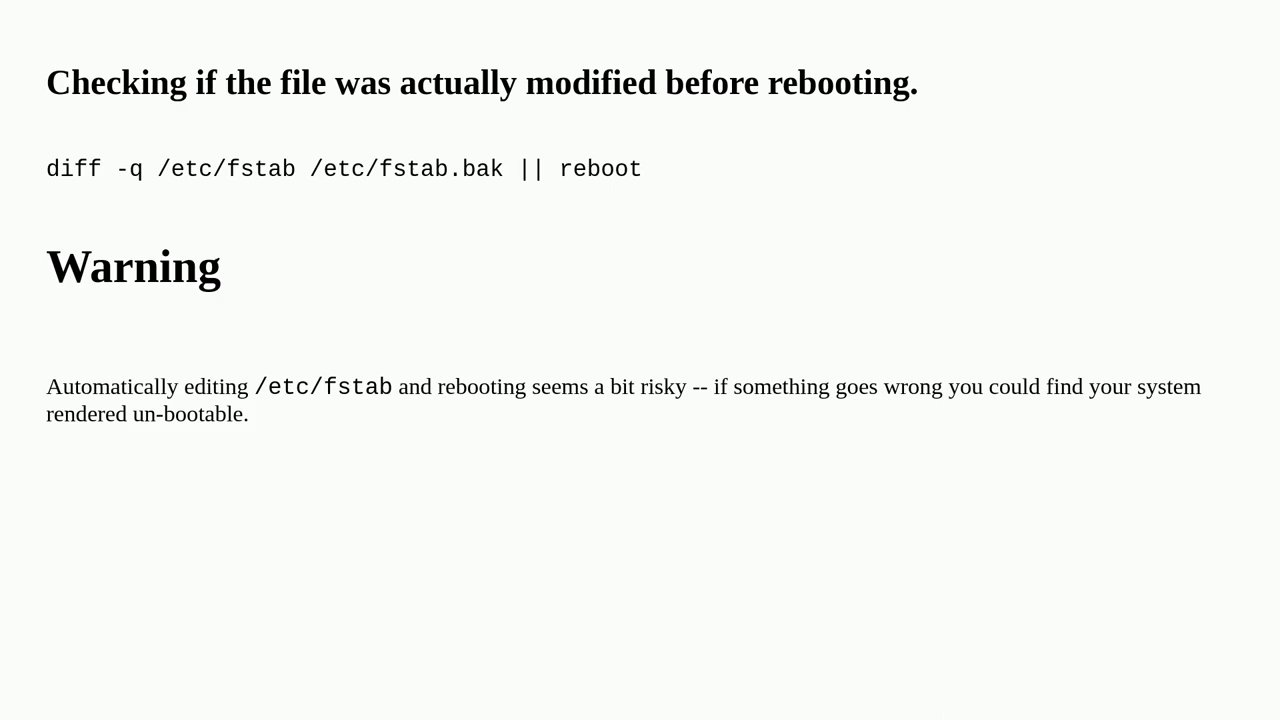 Checking if the file was actually modified before rebooting.
diff -q /etc/fstab /etc/fstab.bak || reboot
Warning
Automatically editing /etc/fstab and rebooting seems a bit risky -- if something goes wrong you could find your system
rendered un-bootable.